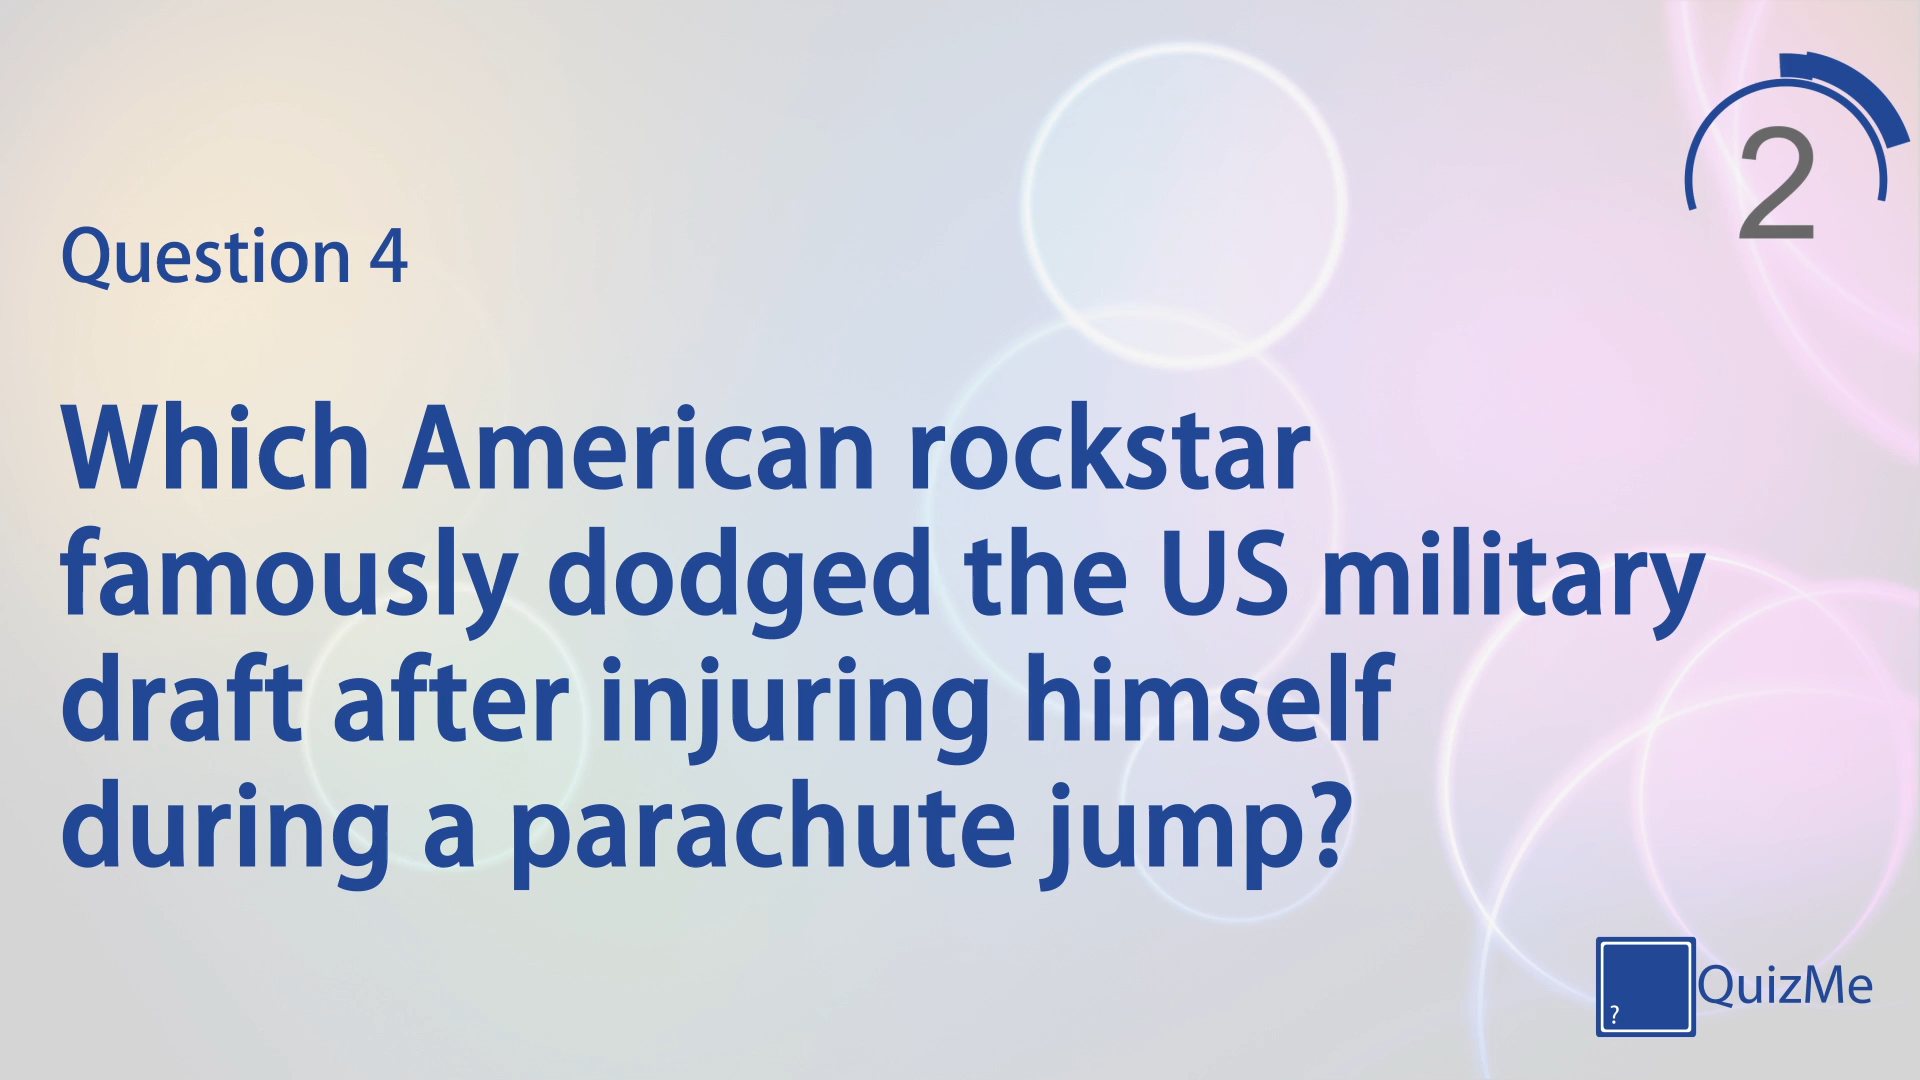 2
Question 4
Which American rockstar
famously dodged the US military
draft after injuring himself
during a parachute jump?
?
QuizMe